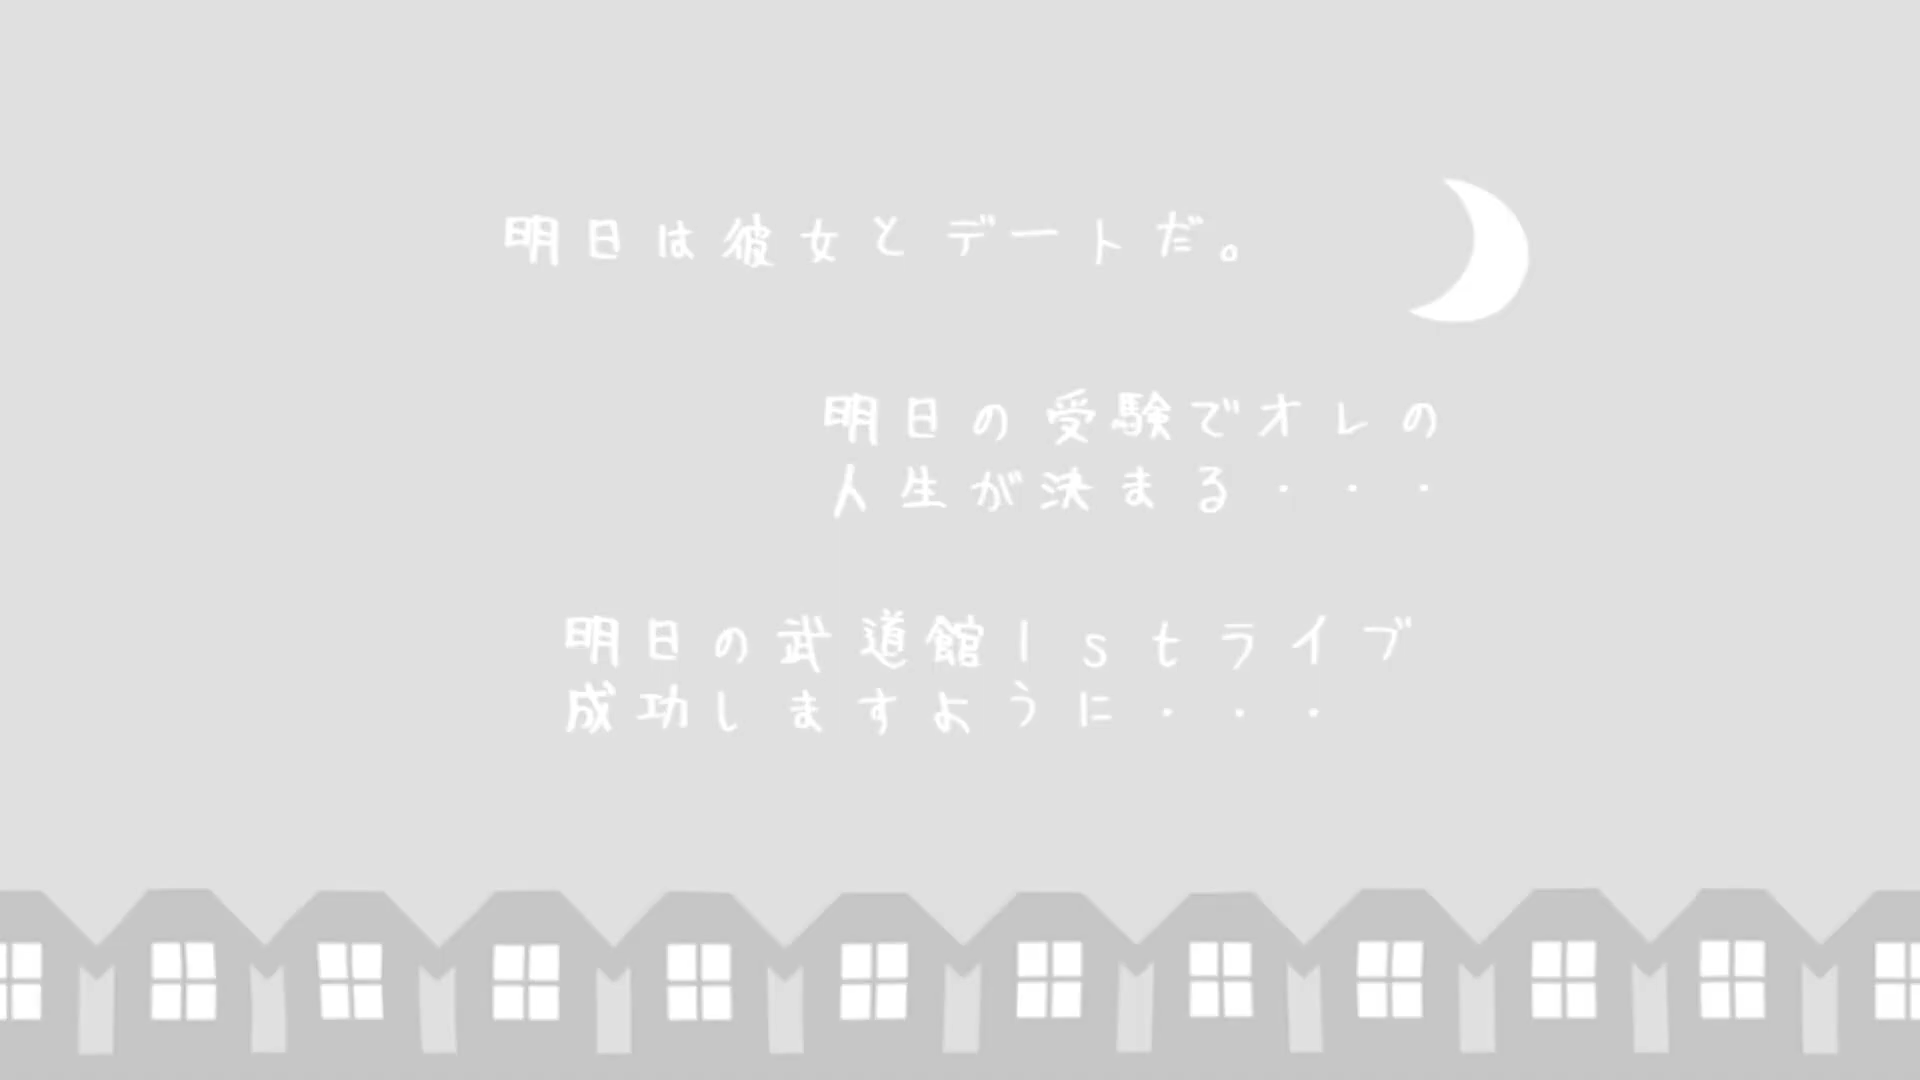 明日は彼女とデートだ。
明日の受験でオレの
人生が決まる・・・
明日の武道館1stライブ
成功しますように・・・